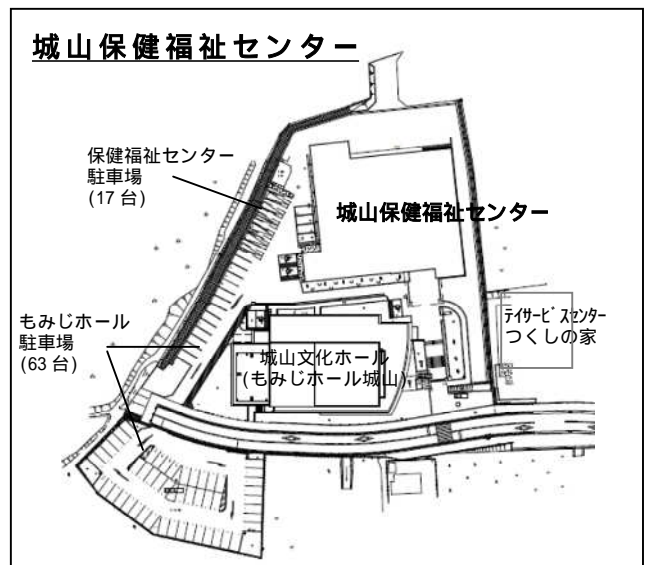 城山保健福祉センター
保健福祉センター
駐車場
(17 台)
城山保健福祉センター
もみじホール
駐車場
(63 台)
デイサービスセンター
つくしの家
城山文化ホール
(もみじホール城山)